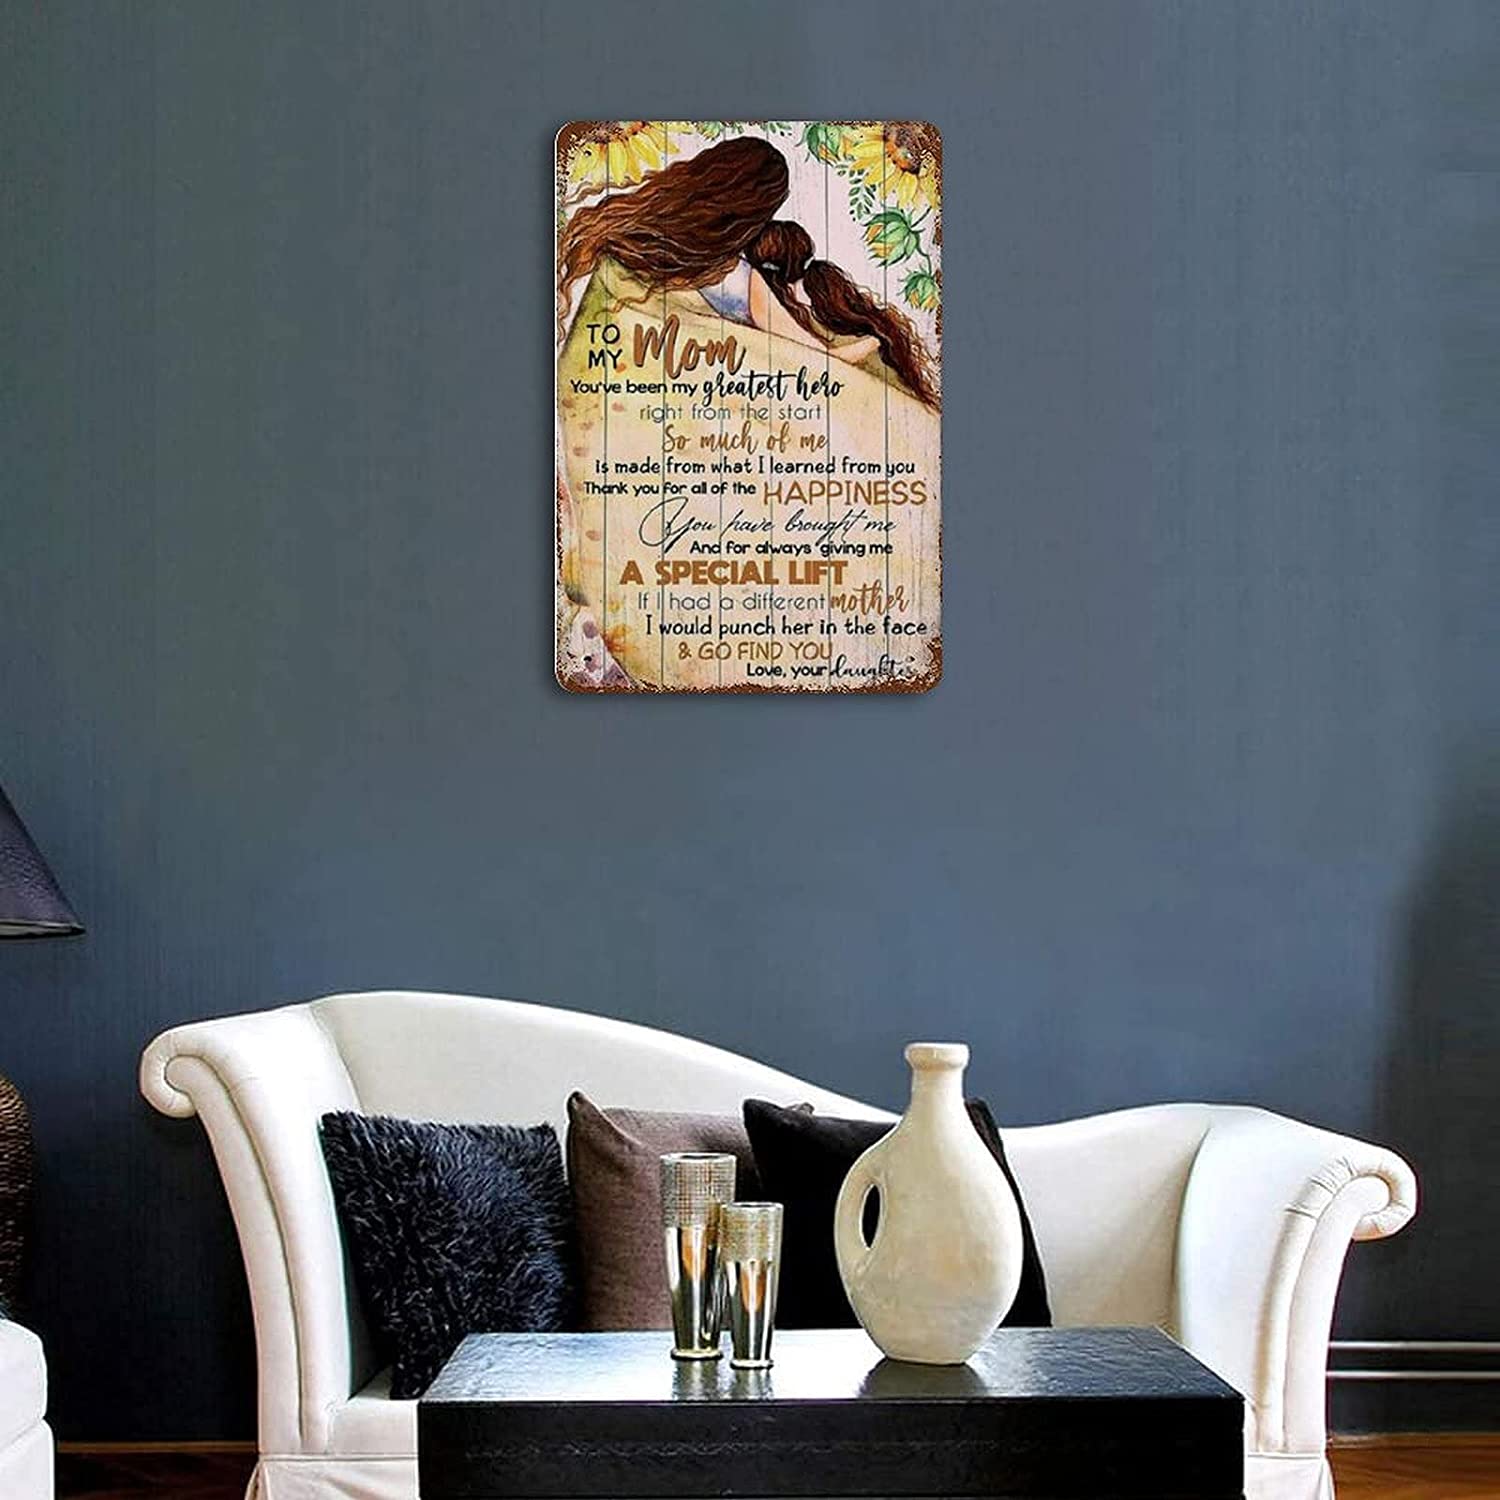 TO MY Mom
You've been my greatest hero
right from the start
So much of me
is made from what I learned from you
Thank you for all of the HAPPINESS
You have brought me
And for always giving me
A SPECIAL LIFT
If I had a different mother
I would punch her in the face
& GO FIND YOU
Love, your daughter